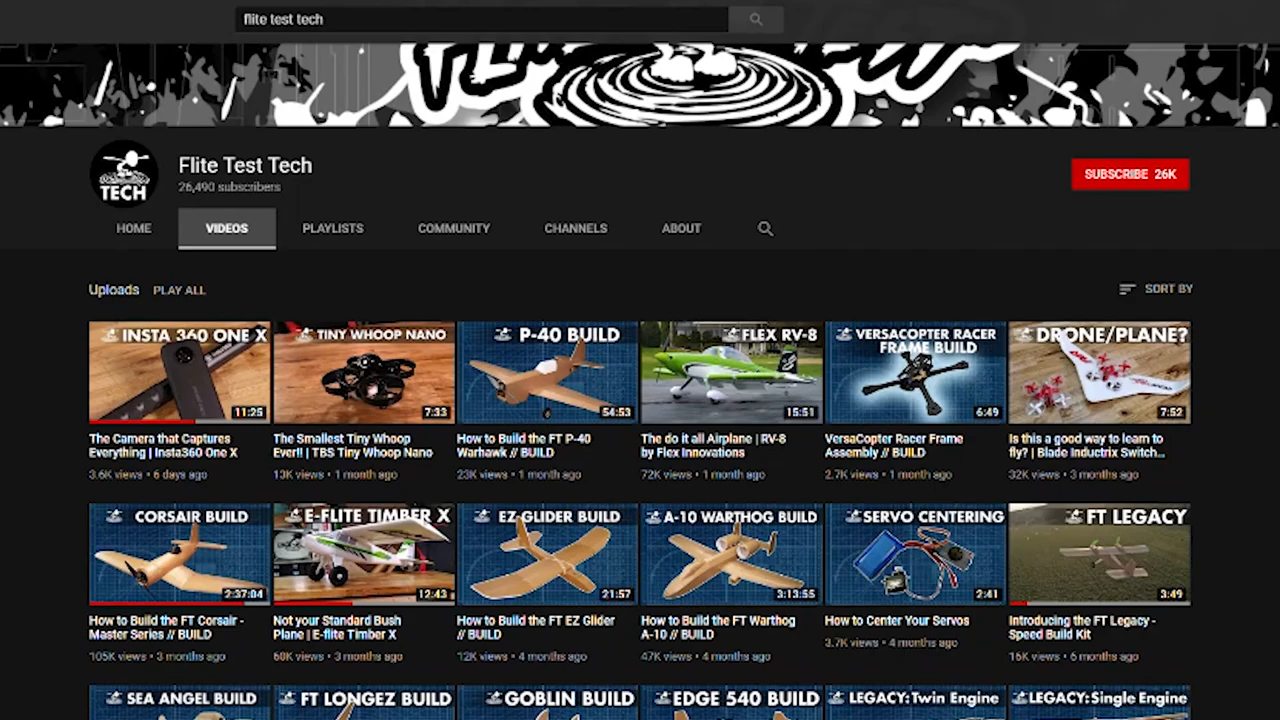 flite test tech
TECH
Flite Test Tech
26,490 subscribers
SUBSCRIBE 26K
HOME
VIDEOS
PLAYLISTS
COMMUNITY
CHANNELS
ABOUT
Uploads
PLAY ALL
SORT BY
INSTA 360 ONE X
11:25
The Camera that Captures
Everything | Insta360 One X
3.6K views • 6 days ago
TINY WHOOP NANO
7:33
The Smallest Tiny Whoop
Ever!! | TBS Tiny Whoop Nano
13K views • 1 month ago
P-40 BUILD
54:53
How to Build the FT P-40
Warhawk // BUILD
23K views • 1 month ago
FLEX RV-8
15:51
The do it all Airplane | RV-8
by Flex Innovations
72K views • 1 month ago
VERSACOPTER RACER
FRAME BUILD
6:49
VersaCopter Racer Frame
Assembly // BUILD
2.7K views • 1 month ago
DRONE/PLANE?
7:52
Is this a good way to learn to
fly? | Blade Inductrix Switch...
32K views • 3 months ago
CORSAIR BUILD
2:37:04
How to Build the FT Corsair -
Master Series // BUILD
105K views • 3 months ago
E-FLITE TIMBER X
12:43
Not your Standard Bush
Plane | E-flite Timber X
60K views • 3 months ago
EZ GLIDER BUILD
21:57
How to Build the FT EZ Glider
// BUILD
12K views • 4 months ago
A-10 WARTHOG BUILD
3:13:55
How to Build the FT Warthog
A-10 // BUILD
47K views • 4 months ago
SERVO CENTERING
2:41
How to Center Your Servos
3.7K views • 4 months ago
FT LEGACY
3:49
Introducing the FT Legacy -
Speed Build Kit
16K views • 6 months ago
SEA ANGEL BUILD
FT LONGEZ BUILD
GOBLIN BUILD
EDGE 540 BUILD
LEGACY: Twin Engine
LEGACY: Single Engine